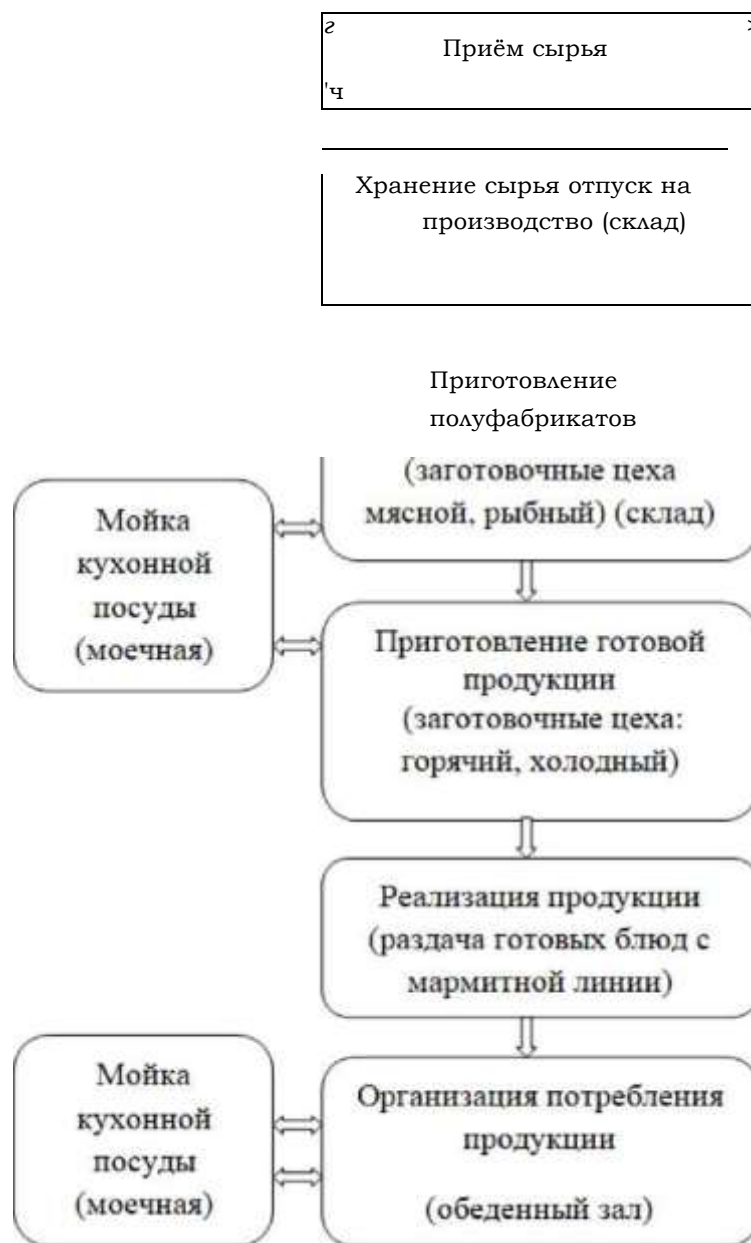 г
Приём сырья
'ч
Хранение сырья отпуск на
производство (склад)
Приготовление
полуфабрикатов
(заготовочные цеха
мясной, рыбный) (склад)
Мойка
кухонной
посуды
(моечная)
Приготовление готовой
продукции
(заготовочные цеха:
горячий, холодный)
Реализация продукции
(раздача готовых блюд с
мармитной линии)
Мойка
кухонной
посуды
(моечная)
Организация потребления
продукции
(обеденный зал)